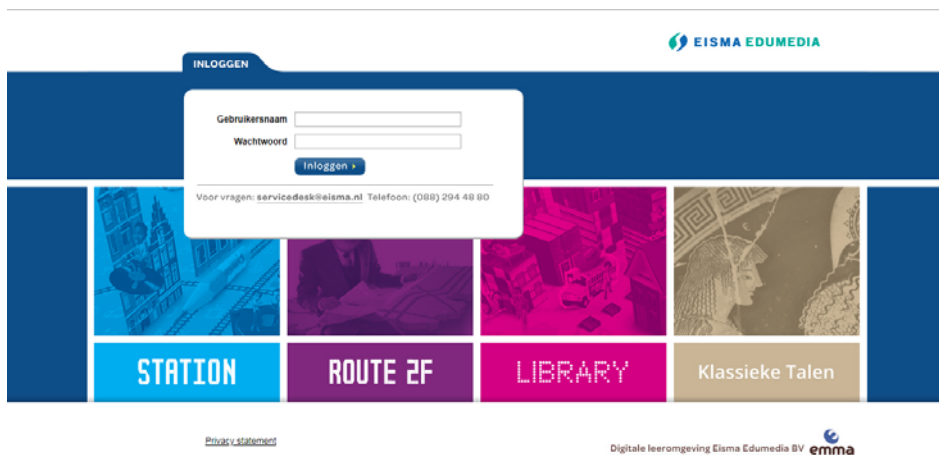 EISMA EDUMEDIA
INLOGGEN
Gebruikersnaam
Wachtwoord
Inloggen
Voor vragen: servicedesk@eisma.nl Telefoon: (088) 294 48 80
STATION
ROUTE 2F
LIBRARY
Klassieke Talen
Privacy statement
Digitale leeromgeving Eisma Edumedia BV emma